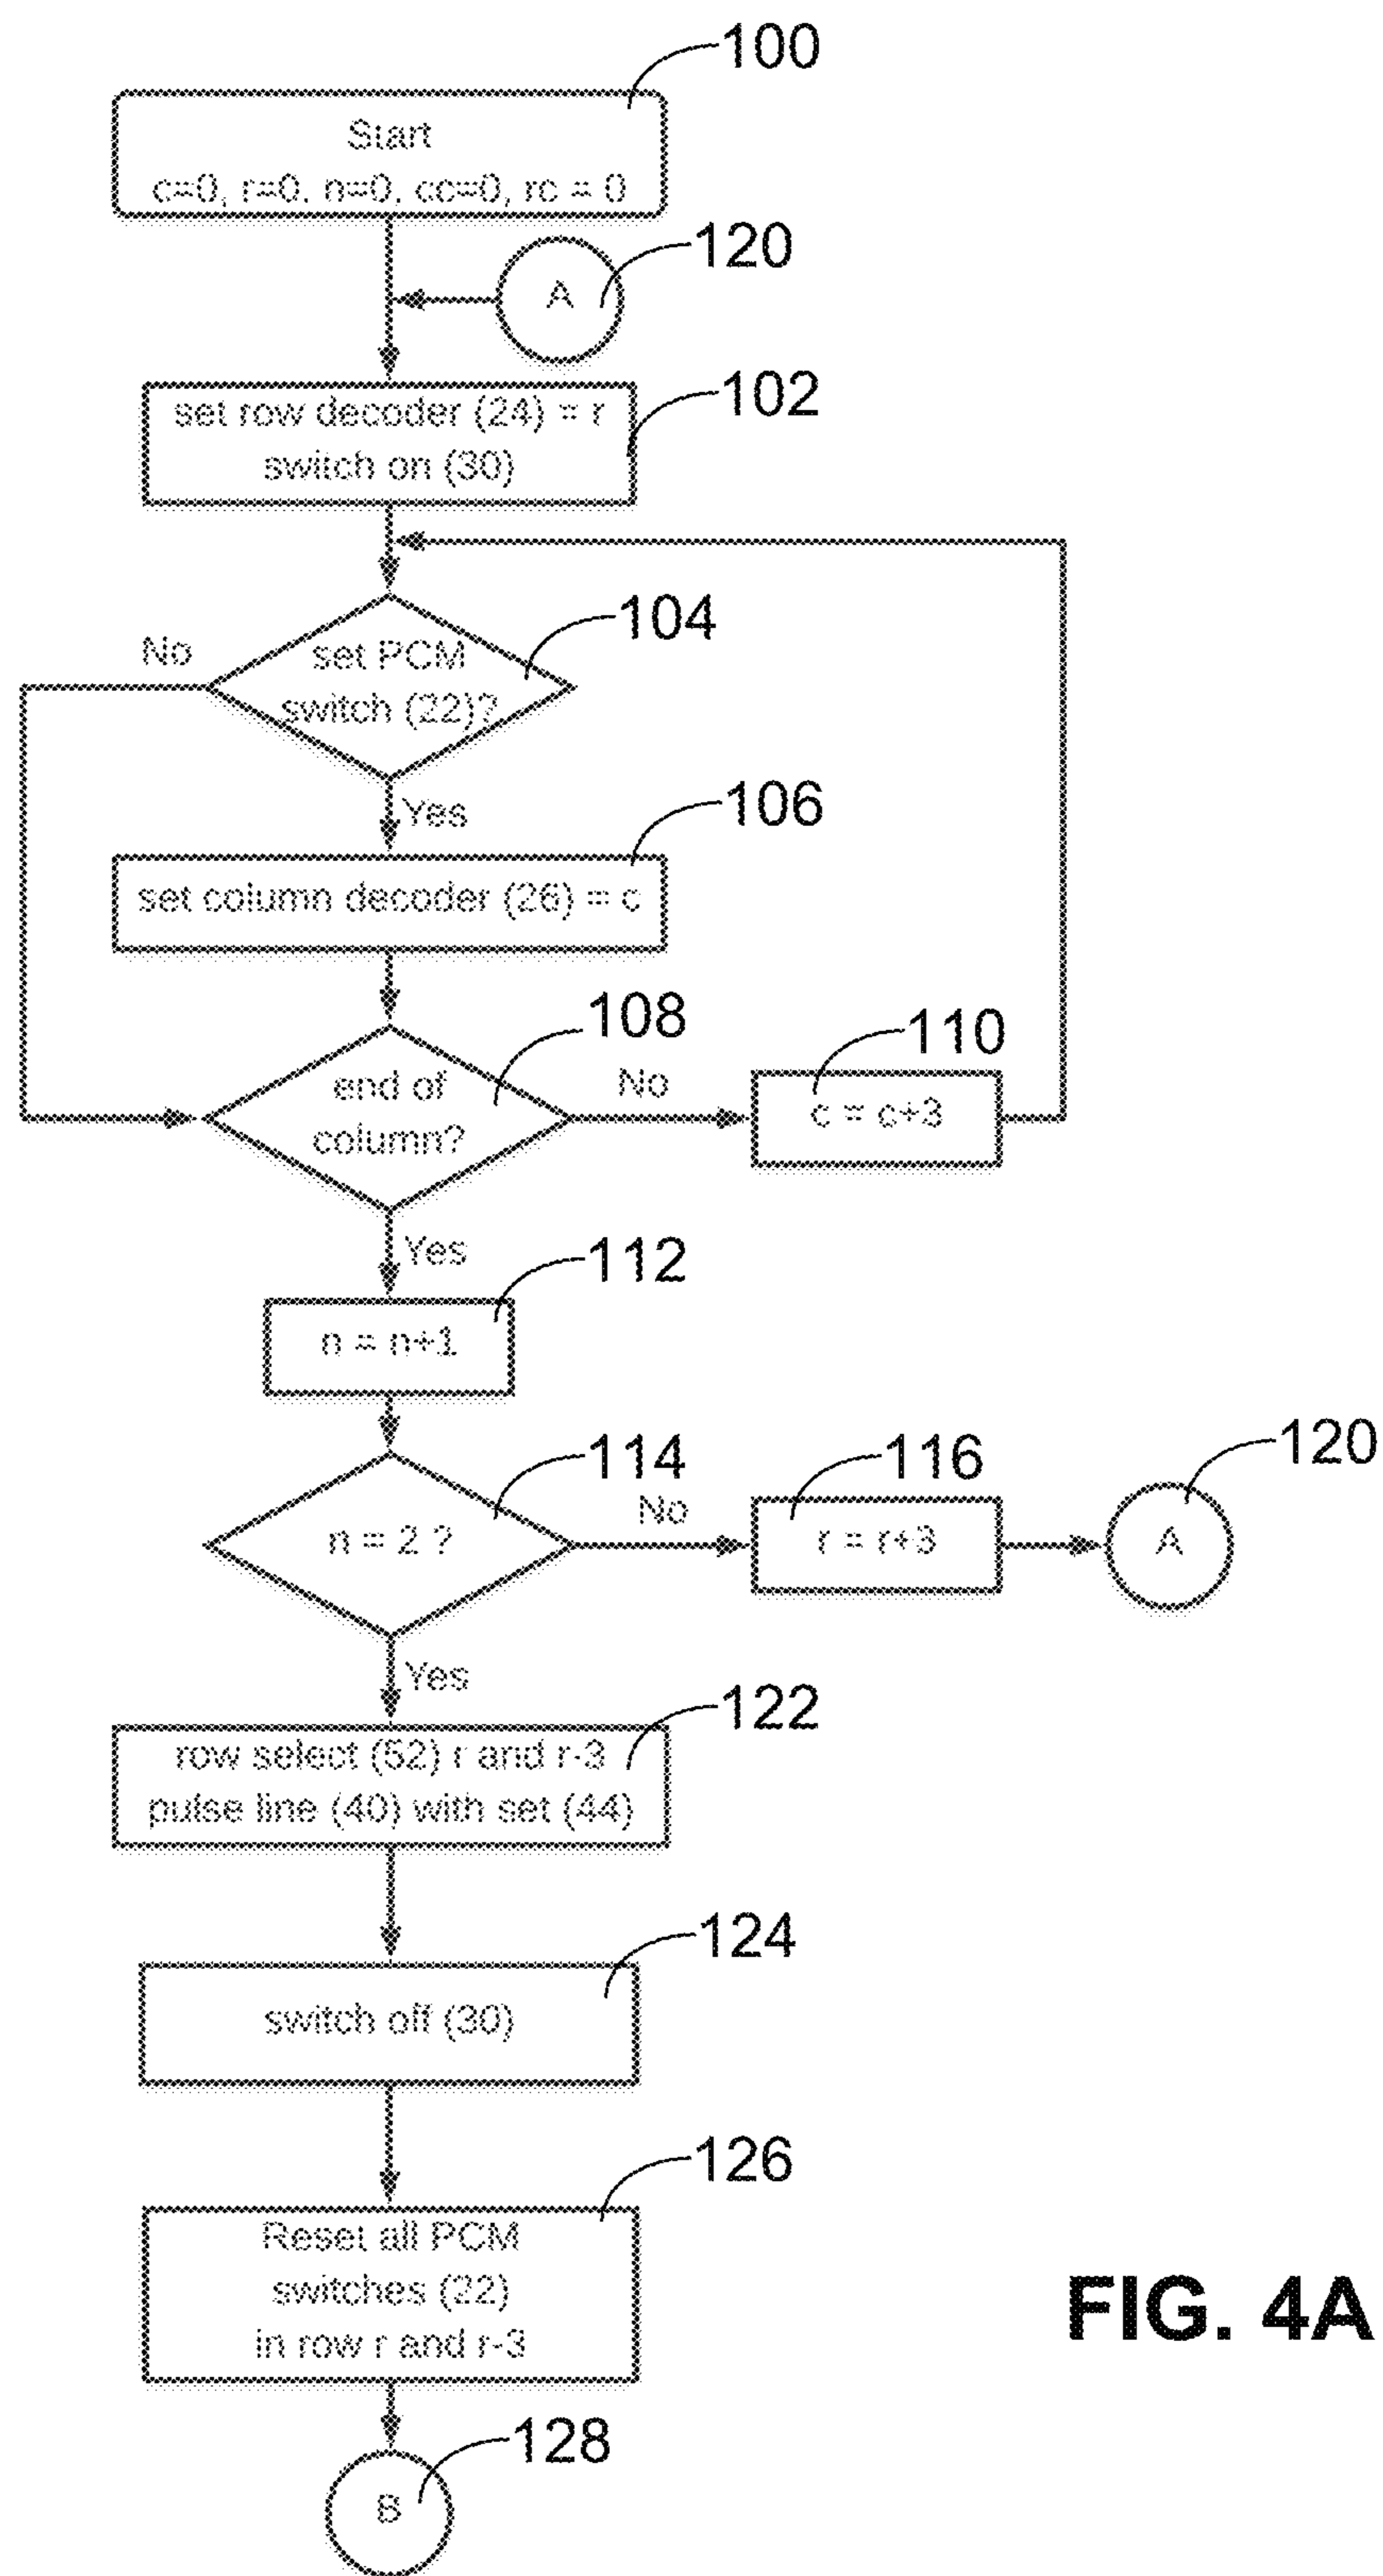 100
Start
c=0, r=0. n=0. cc=0, rc = 0
120
A
102
set row decoder (24) = r
switch on (30)
104
No
set PCM
switch (22)?
Yes
106
set column decoder (26) = c
108
110
end of
column?
No
c = c+3
Yes
112
n = n+1
114
116
120
n = 2 ?
No
r = r+3
A
Yes
122
row select (52) r and r-3
pulse line (40) with set (44)
124
switch off (30)
126
Reset all PCM
switches (22)
in row r and r-3
FIG. 4A
128
B